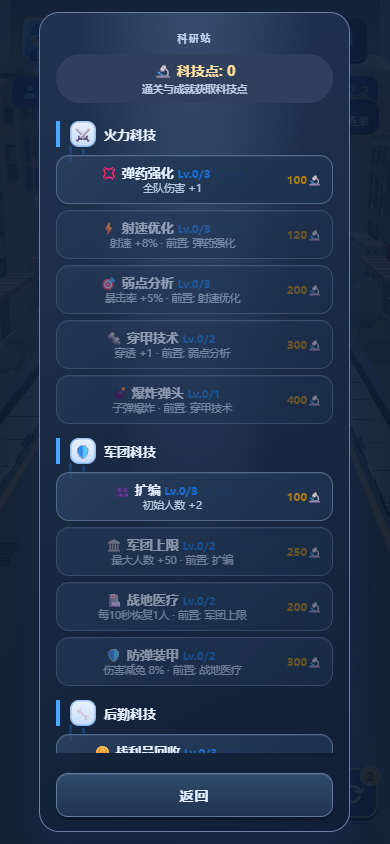 科研站
科技点: 0
通关与成就获取科技点
火力科技
弹药强化 Lv.0/3
全队伤害 +1
100
射速优化 Lv.0/3
射速 +8% · 前置: 弹药强化
120
弱点分析 Lv.0/3
暴击率 +5% · 前置: 射速优化
200
穿甲技术 Lv.0/2
穿透 +1 · 前置: 弱点分析
300
爆炸弹头 Lv.0/1
子弹爆炸 · 前置: 穿甲技术
400
军团科技
扩编 Lv.0/3
初始人数 +2
100
军团上限 Lv.0/2
最大人数 +50 · 前置: 扩编
250
战地医疗 Lv.0/2
每10秒恢复1人 · 前置: 军团上限
200
防弹装甲 Lv.0/2
伤害减免 8% · 前置: 战地医疗
300
后勤科技
战利品回收 Lv.0/3
返回
2